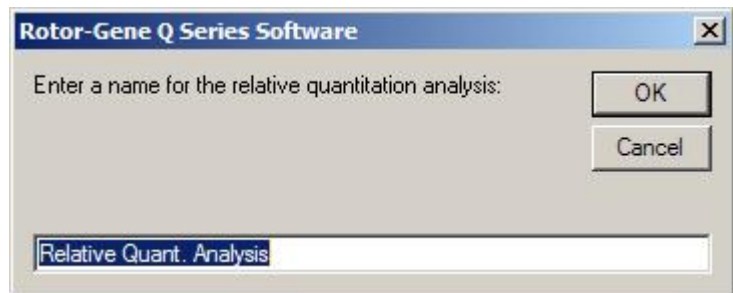 Rotor-Gene Q Series Software
Enter a name for the relative quantitation analysis:
OK
Cancel
Relative Quant. Analysis